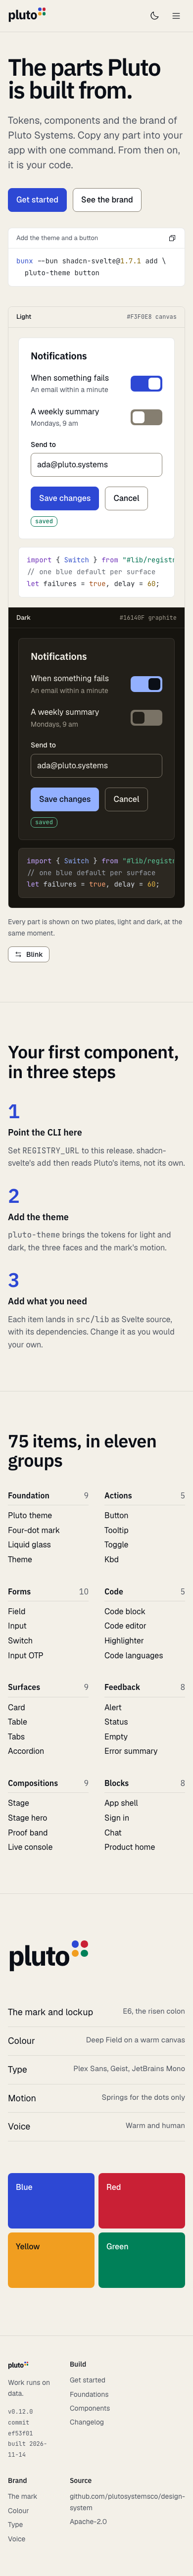 pluto
The parts Pluto
is built from.
Tokens, components and the brand of
Pluto Systems. Copy any part into your
app with one command. From then on,
it is your code.
Get started
See the brand
Add the theme and a button
bunx --bun shadcn-svelte@1.7.1 add \
pluto-theme button
Light
#F3F0E8 canvas
Notifications
When something fails
An email within a minute
A weekly summary
Mondays, 9 am
Send to
ada@pluto.systems
Save changes
Cancel
saved
import { Switch } from "#lib/registr
// one blue default per surface
let failures = true, delay = 60;
Dark
#16140F graphite
Notifications
When something fails
An email within a minute
A weekly summary
Mondays, 9 am
Send to
ada@pluto.systems
Save changes
Cancel
saved
import { Switch } from "#lib/registr
// one blue default per surface
let failures = true, delay = 60;
Every part is shown on two plates, light and dark, at the
same moment.
Blink
Your first component,
in three steps
1
Point the CLI here
Set REGISTRY_URL to this release. shadcn-
svelte's add then reads Pluto's items, not its own.
2
Add the theme
pluto-theme brings the tokens for light and
dark, the three faces and the mark's motion.
3
Add what you need
Each item lands in src/lib as Svelte source,
with its dependencies. Change it as you would
your own.
75 items, in eleven
groups
Foundation 9
Pluto theme
Four-dot mark
Liquid glass
Theme
Actions 5
Button
Tooltip
Toggle
Kbd
Forms 10
Field
Input
Switch
Input OTP
Code 5
Code block
Code editor
Highlighter
Code languages
Surfaces 9
Card
Table
Tabs
Accordion
Feedback 8
Alert
Status
Empty
Error summary
Compositions 9
Stage
Stage hero
Proof band
Live console
Blocks 8
App shell
Sign in
Chat
Product home
pluto
The mark and lockup E6, the risen colon
Colour Deep Field on a warm canvas
Type Plex Sans, Geist, JetBrains Mono
Motion Springs for the dots only
Voice Warm and human
Blue
Red
Yellow
Green
pluto
Work runs on
data.
v0.12.0
commit
ef53f01
built 2026-
11-14
Build
Get started
Foundations
Components
Changelog
Brand
The mark
Colour
Type
Voice
Source
github.com/plutosystemsco/design-
system
Apache-2.0